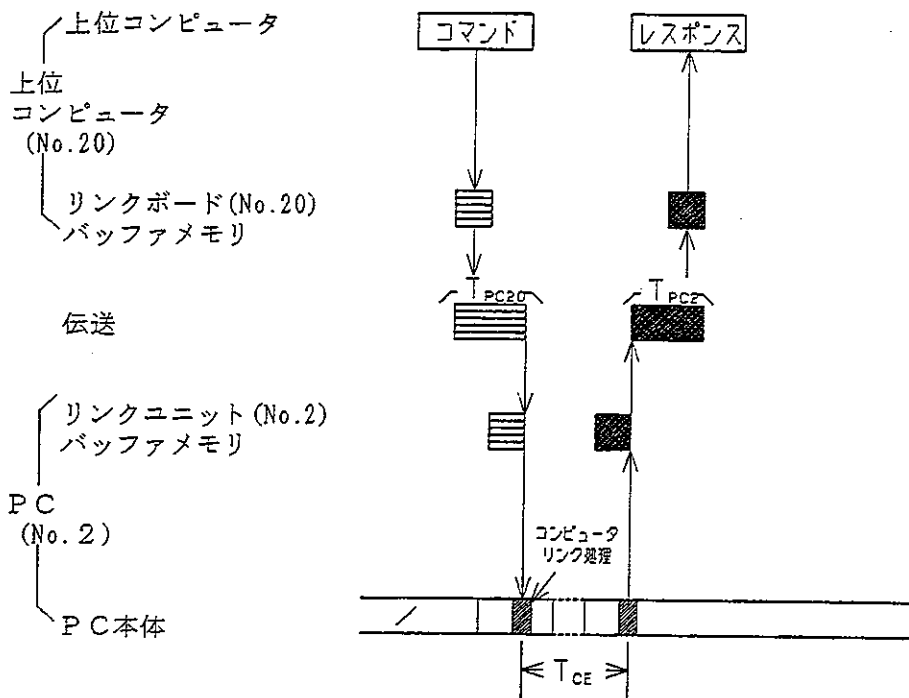 上位コンピュータ
コマンド
レスポンス
上位
コンピュータ
(No.20)
リンクボード(No.20)
バッファメモリ
T PC20
T PC2
伝送
リンクユニット(No.2)
バッファメモリ
PC
(No.2)
コンピュータ
リンク処理
PC本体
T CE